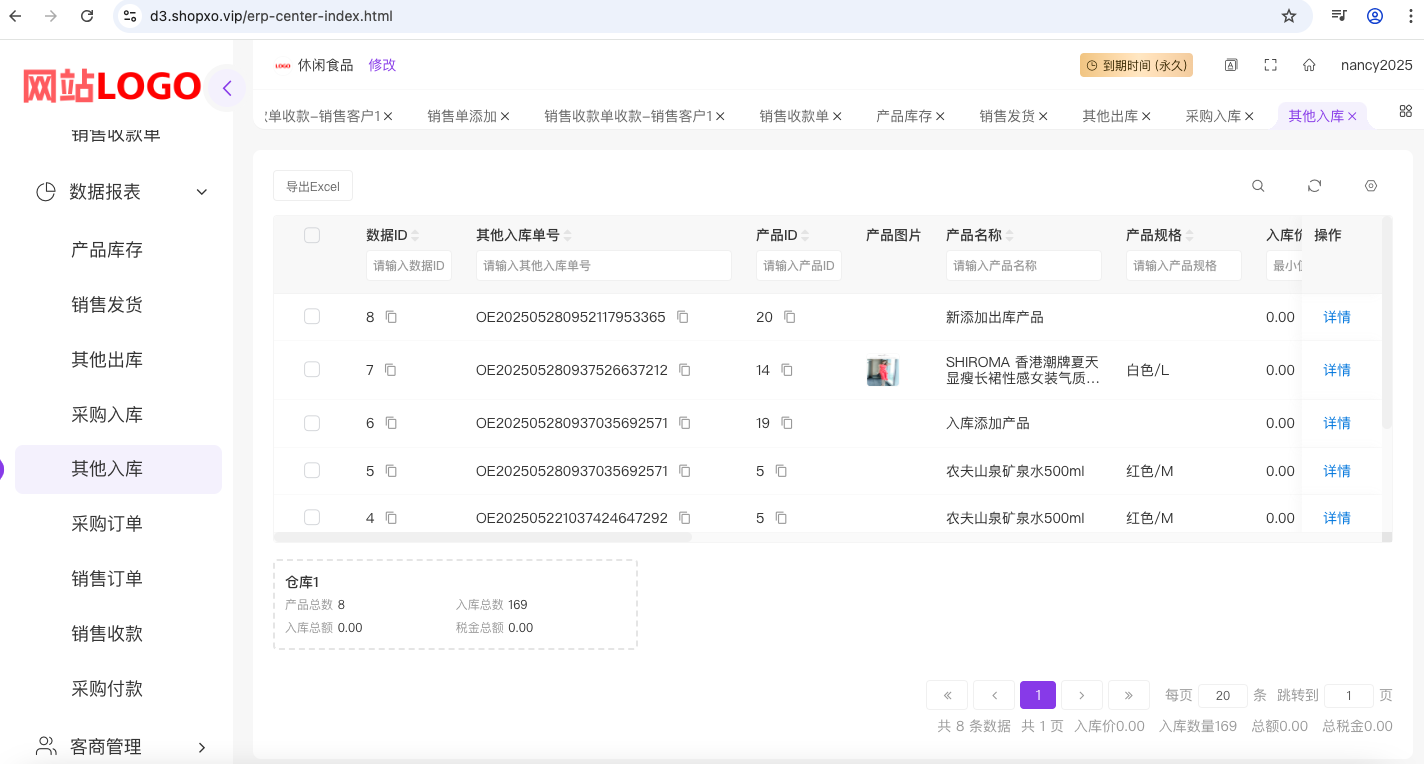 d3.shopxo.vip/erp-center-index.html
网站LOGO
LOGO 休闲食品 修改
到期时间 (永久)
nancy2025
单收款-销售客户1
销售单添加
销售收款单收款-销售客户1
销售收款单
产品库存
销售发货
其他出库
采购入库
其他入库
销售收款单
数据报表
产品库存
销售发货
其他出库
采购入库
其他入库
采购订单
销售订单
销售收款
采购付款
客商管理
导出Excel
数据ID 其他入库单号 产品ID 产品图片 产品名称 产品规格 入库价 操作
请输入数据ID 请输入其他入库单号 请输入产品ID 请输入产品名称 请输入产品规格 最小值
8 OE202505280952117953365 20 新添加出库产品 0.00 详情
7 OE202505280937526637212 14 SHIROMA 香港潮牌夏天
显瘦长裙性感女装气质... 白色/L 0.00 详情
6 OE202505280937035692571 19 入库添加产品 0.00 详情
5 OE202505280937035692571 5 农夫山泉矿泉水500ml 红色/M 0.00 详情
4 OE202505221037424647292 5 农夫山泉矿泉水500ml 红色/M 0.00 详情
仓库1
产品总数 8 入库总数 169
入库总额 0.00 税金总额 0.00
« ‹ 1 › » 每页 20 条 跳转到 1 页
共 8 条数据 共 1 页 入库价0.00 入库数量169 总额0.00 总税金0.00